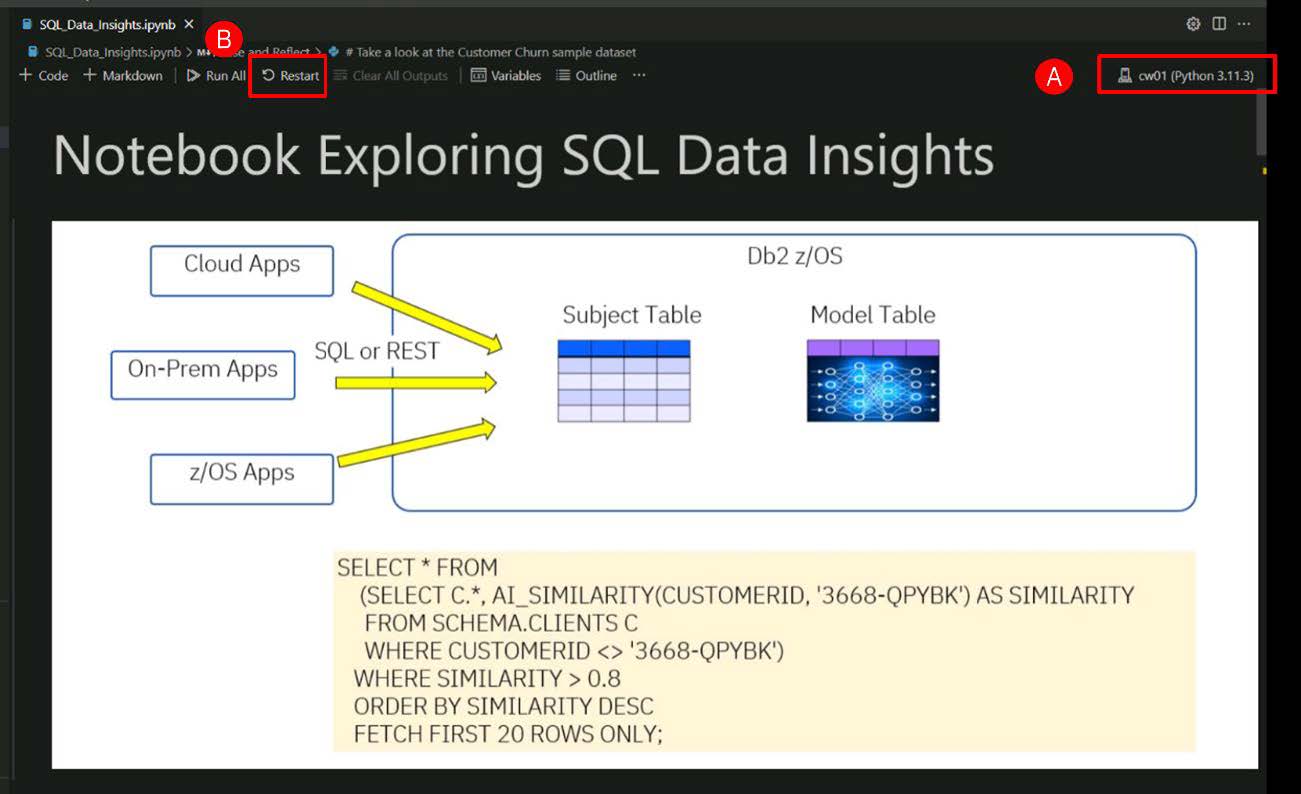 SQL_Data_Insights.ipynb ×
B
SQL_Data_Insights.ipynb > M↓ and Reflect > # Take a look at the Customer Churn sample dataset
+ Code + Markdown | Run All Restart Clear All Outputs | Variables Outline ···
A
cw01 (Python 3.11.3)
Notebook Exploring SQL Data Insights
Cloud Apps
Db2 z/OS
Subject Table
Model Table
SQL or REST
On-Prem Apps
z/OS Apps
SELECT * FROM
(SELECT C.*, AI_SIMILARITY(CUSTOMERID, '3668-QPYBK') AS SIMILARITY
FROM SCHEMA.CLIENTS C
WHERE CUSTOMERID <> '3668-QPYBK')
WHERE SIMILARITY > 0.8
ORDER BY SIMILARITY DESC
FETCH FIRST 20 ROWS ONLY;